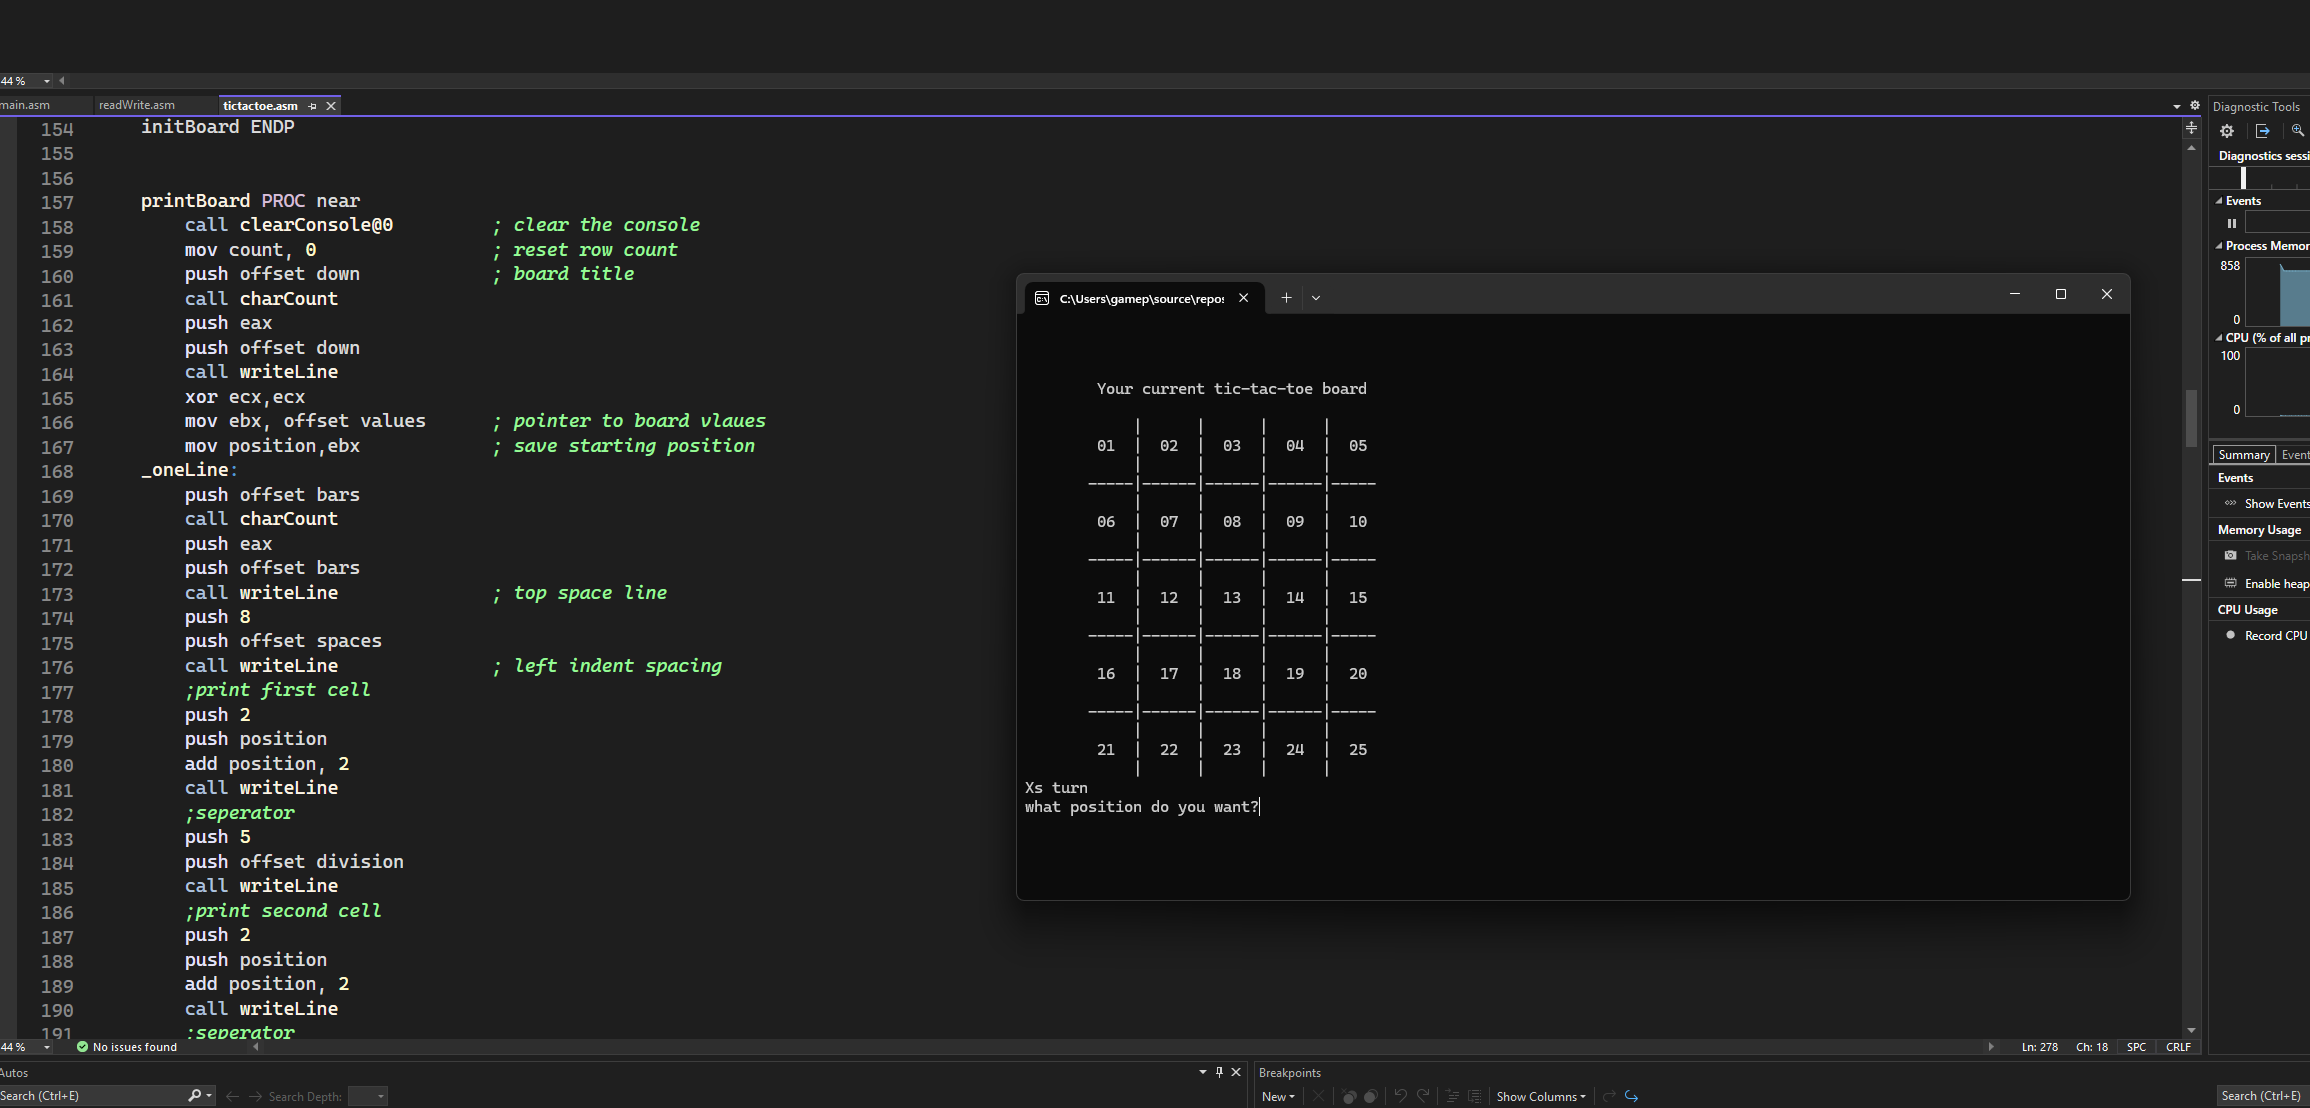 44 %
main.asm
readWrite.asm
tictactoe.asm
154 initBoard ENDP
155
156
157 printBoard PROC near
158 call clearConsole@0 ; clear the console
159 mov count, 0 ; reset row count
160 push offset down ; board title
161 call charCount
162 push eax
163 push offset down
164 call writeLine
165 xor ecx,ecx
166 mov ebx, offset values ; pointer to board vlaues
167 mov position,ebx ; save starting position
168 _oneLine:
169 push offset bars
170 call charCount
171 push eax
172 push offset bars
173 call writeLine ; top space line
174 push 8
175 push offset spaces
176 call writeLine ; left indent spacing
177 ;print first cell
178 push 2
179 push position
180 add position, 2
181 call writeLine
182 ;seperator
183 push 5
184 push offset division
185 call writeLine
186 ;print second cell
187 push 2
188 push position
189 add position, 2
190 call writeLine
191 ;seperator
44 %
No issues found
Ln: 278 Ch: 18 SPC CRLF
C:\Users\gamep\source\repos
Your current tic-tac-toe board
     |      |      |      |
 01  |  02  |  03  |  04  |  05
     |      |      |      |
-----|------|------|------|-----
     |      |      |      |
 06  |  07  |  08  |  09  |  10
     |      |      |      |
-----|------|------|------|-----
     |      |      |      |
 11  |  12  |  13  |  14  |  15
     |      |      |      |
-----|------|------|------|-----
     |      |      |      |
 16  |  17  |  18  |  19  |  20
     |      |      |      |
-----|------|------|------|-----
     |      |      |      |
 21  |  22  |  23  |  24  |  25
     |      |      |      |
Xs turn
what position do you want?
Diagnostic Tools
Diagnostics sessi
Events
Process Memor
858
0
CPU (% of all pr
100
0
Summary Event
Events
Show Events
Memory Usage
Take Snapsh
Enable heap
CPU Usage
Record CPU
Autos
Search (Ctrl+E)
Search Depth:
Breakpoints
New
Show Columns
Search (Ctrl+E)